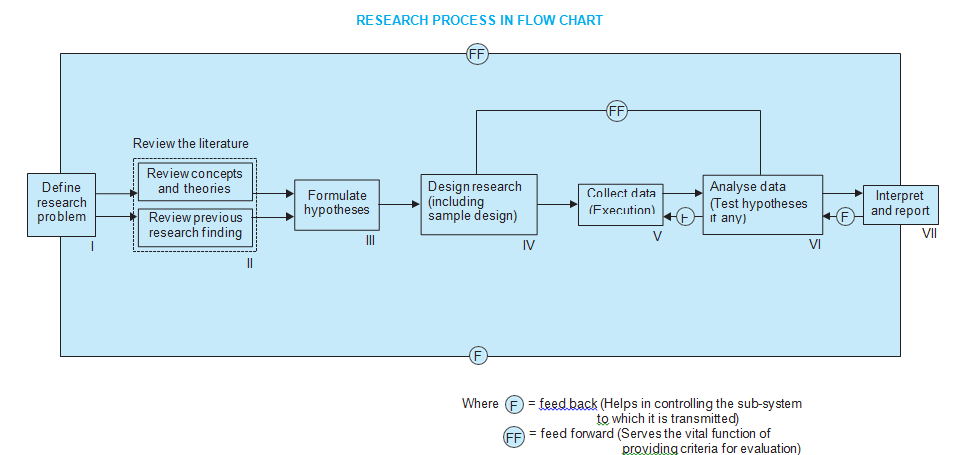 RESEARCH PROCESS IN FLOW CHART
FF
FF
Review the literature
Define
research
problem
I
Review concepts
and theories
Review previous
research finding
II
Formulate
hypotheses
III
Design research
(including
sample design)
IV
Collect data
(Execution)
V
F
Analyse data
(Test hypotheses
if any)
VI
F
Interpret
and report
VII
F
Where F = feed back (Helps in controlling the sub-system
to which it is transmitted)
FF = feed forward (Serves the vital function of
providing criteria for evaluation)